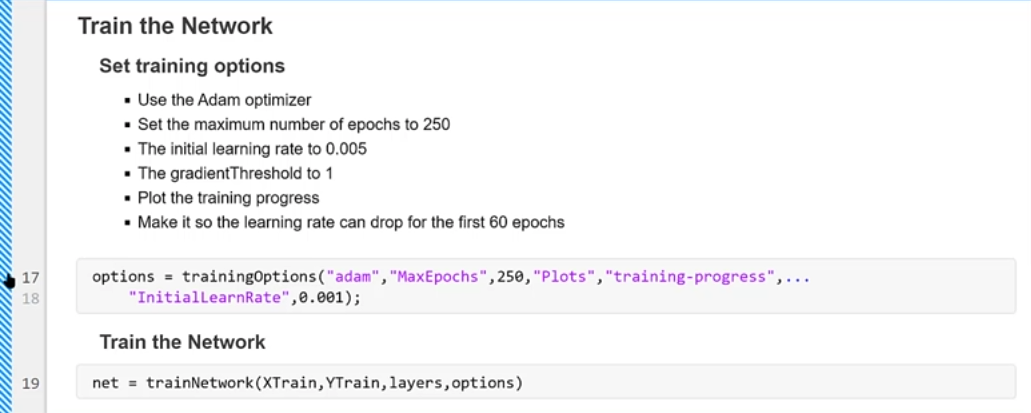 Train the Network
Set training options
▪ Use the Adam optimizer
▪ Set the maximum number of epochs to 250
▪ The initial learning rate to 0.005
▪ The gradientThreshold to 1
▪ Plot the training progress
▪ Make it so the learning rate can drop for the first 60 epochs
17 options = trainingOptions("adam","MaxEpochs",250,"Plots","training-progress",...
18 "InitialLearnRate",0.001);
Train the Network
19 net = trainNetwork(XTrain,YTrain,layers,options)